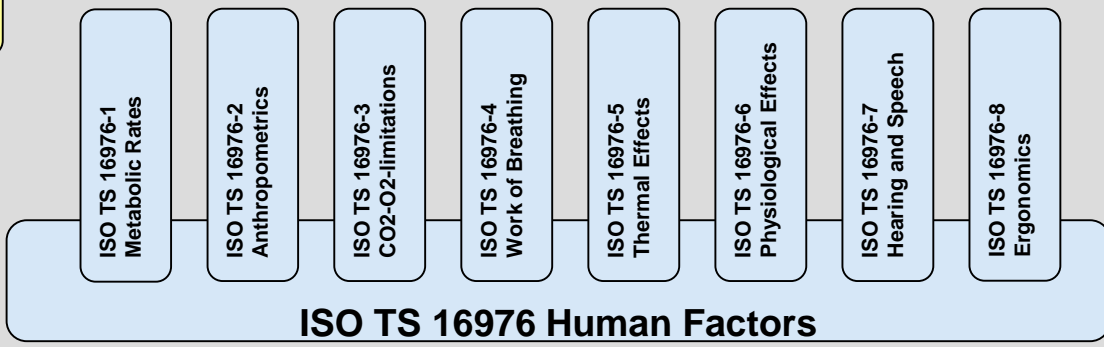 ISO TS 16976-1
Metabolic Rates
ISO TS 16976-2
Anthropometrics
ISO TS 16976-3
CO2-O2-limitations
ISO TS 16976-4
Work of Breathing
ISO TS 16976-5
Thermal Effects
ISO TS 16976-6
Physiological Effects
ISO TS 16976-7
Hearing and Speech
ISO TS 16976-8
Ergonomics
ISO TS 16976 Human Factors